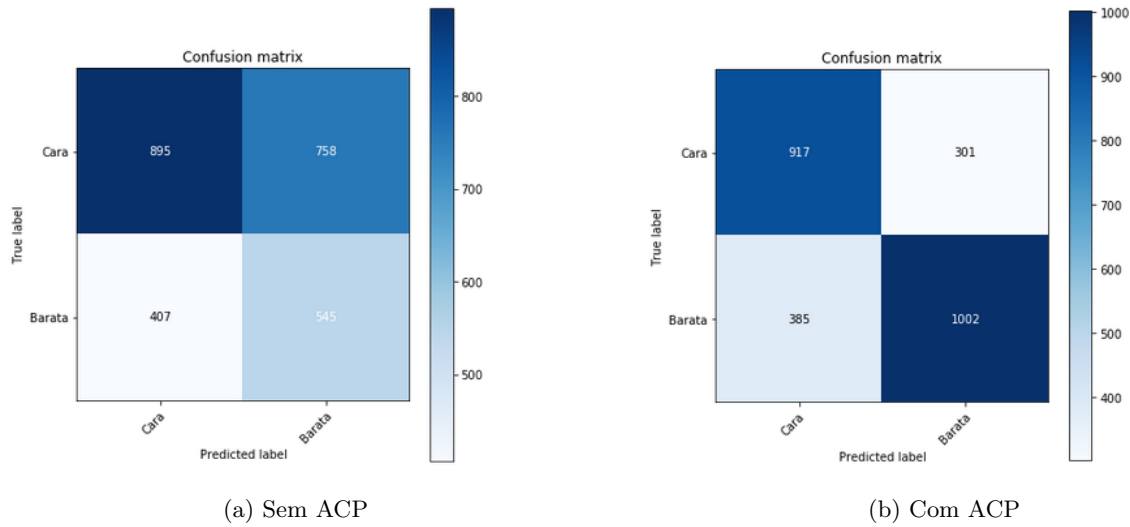 Confusion matrix
800
700
600
500
True label
Cara
Barata
895
758
407
545
Cara
Barata
Predicted label
(a) Sem ACP
Confusion matrix
1000
900
800
700
600
500
400
True label
Cara
Barata
917
301
385
1002
Cara
Barata
Predicted label
(b) Com ACP